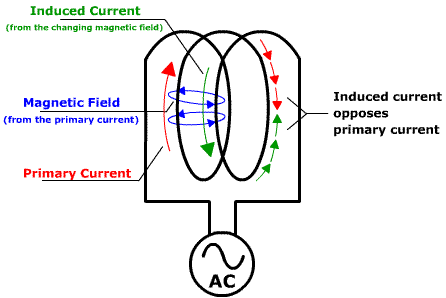 Induced Current
(from the changing magnetic field)
Magnetic Field
(from the primary current)
Primary Current
Induced current
opposes
primary current
AC